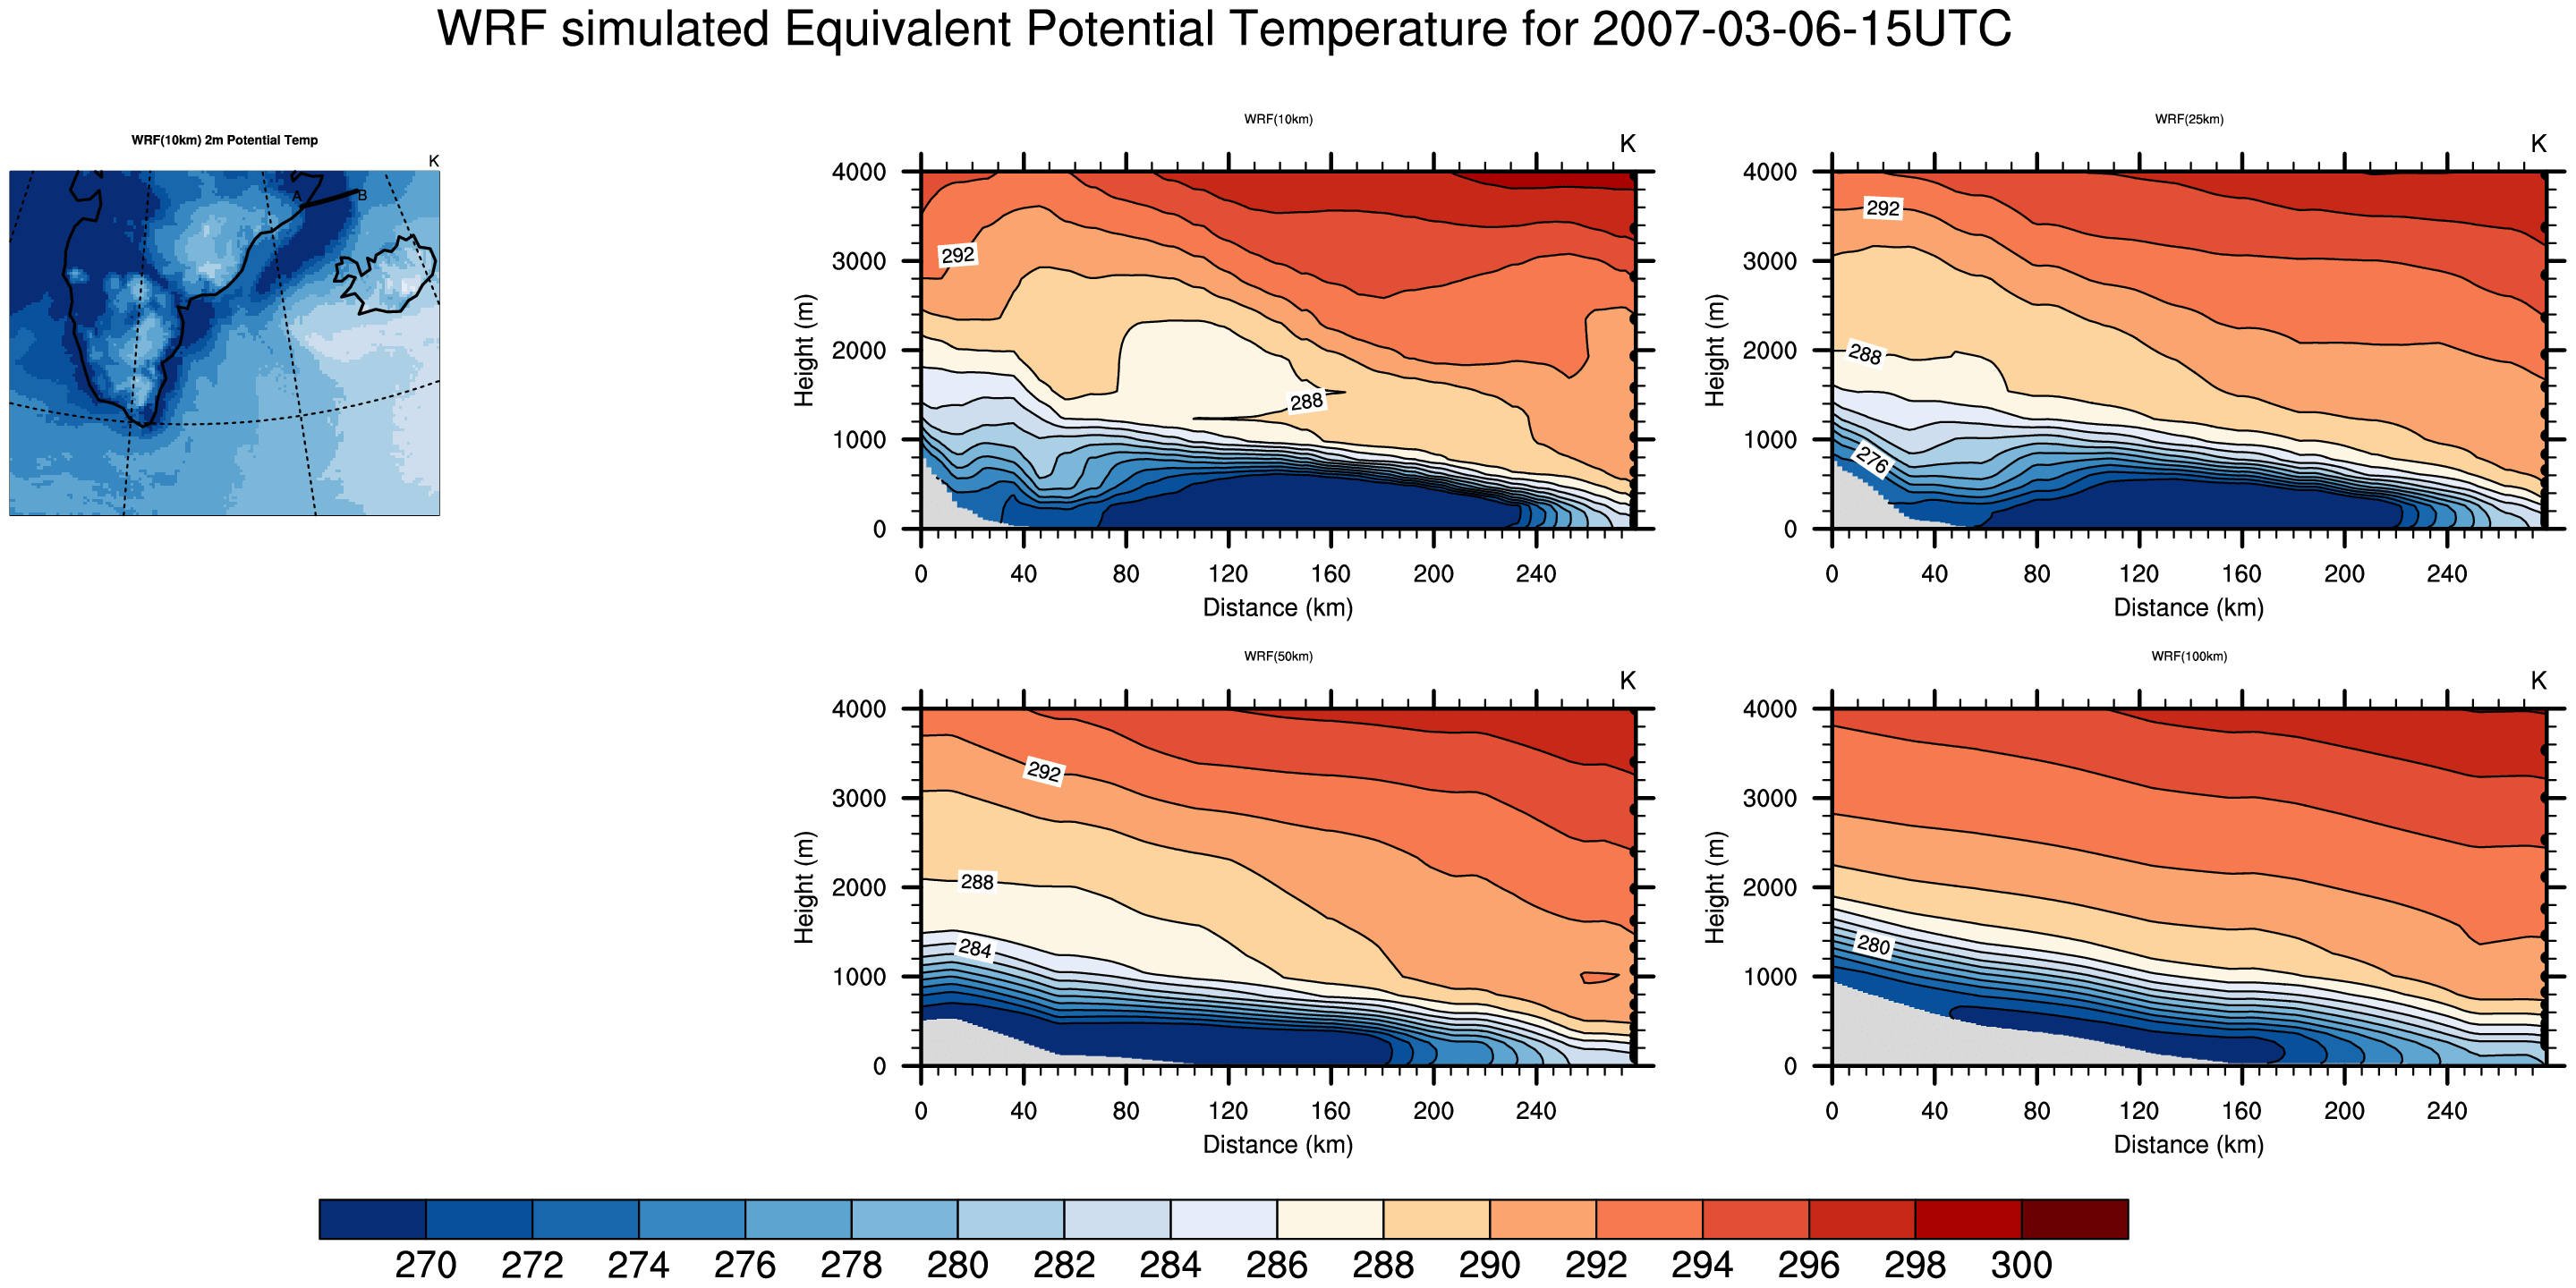 WRF simulated Equivalent Potential Temperature for 2007-03-06-15UTC
WRF(10km) 2m Potential Temp
K
A
B
WRF(10km)
K
4000
3000
2000
1000
0
Height (m)
292
288
0 40 80 120 160 200 240
Distance (km)
WRF(25km)
K
4000
3000
2000
1000
0
Height (m)
292
288
276
0 40 80 120 160 200 240
Distance (km)
WRF(50km)
K
4000
3000
2000
1000
0
Height (m)
292
288
284
0 40 80 120 160 200 240
Distance (km)
WRF(100km)
K
4000
3000
2000
1000
0
Height (m)
280
0 40 80 120 160 200 240
Distance (km)
270 272 274 276 278 280 282 284 286 288 290 292 294 296 298 300